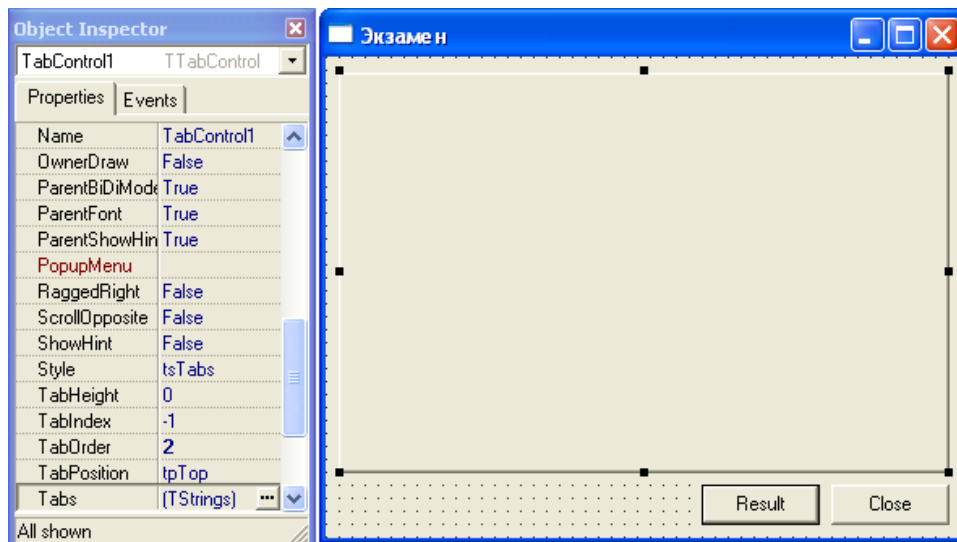 Object Inspector
TabControl1 TTabControl
Properties Events
Name TabControl1
OwnerDraw False
ParentBiDiMode True
ParentFont True
ParentShowHin True
PopupMenu
RaggedRight False
ScrollOpposite False
ShowHint False
Style tsTabs
TabHeight 0
TabIndex -1
TabOrder 2
TabPosition tpTop
Tabs (TStrings) ...
All shown
Экзамен
Result Close